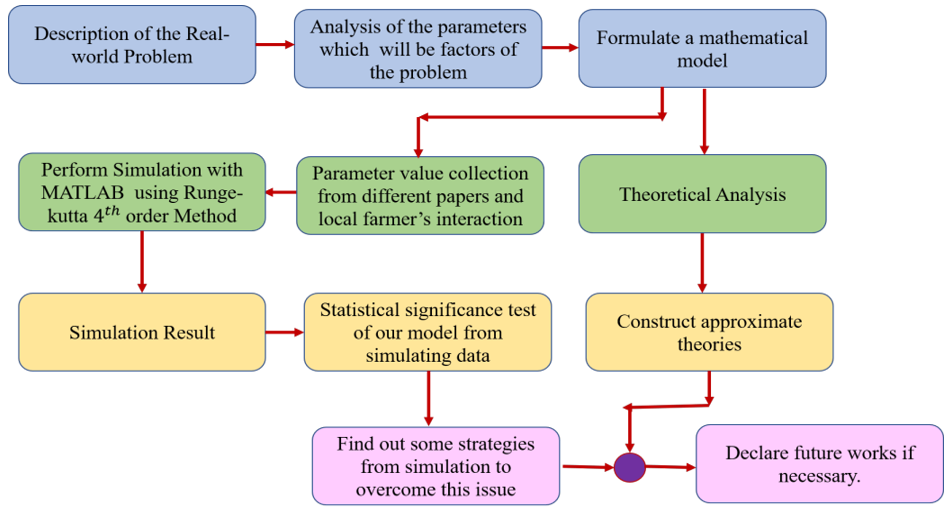 Description of the Real-
world Problem
Analysis of the parameters
which will be factors of
the problem
Formulate a mathematical
model
Perform Simulation with
MATLAB using Runge-
kutta 4𝑡ℎ order Method
Parameter value collection
from different papers and
local farmer's interaction
Theoretical Analysis
Simulation Result
Statistical significance test
of our model from
simulating data
Construct approximate
theories
Find out some strategies
from simulation to
overcome this issue
Declare future works if
necessary.